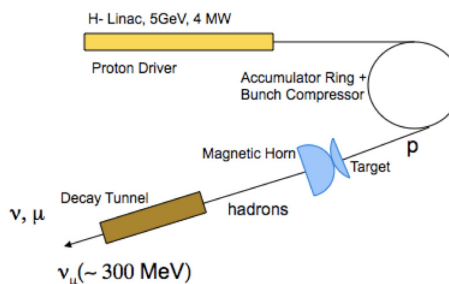 H- Linac, 5GeV, 4 MW
Proton Driver
Accumulator Ring +
Bunch Compressor
p
Magnetic Horn
Target
Decay Tunnel
hadrons
ν, μ
ν_μ(~ 300 MeV)